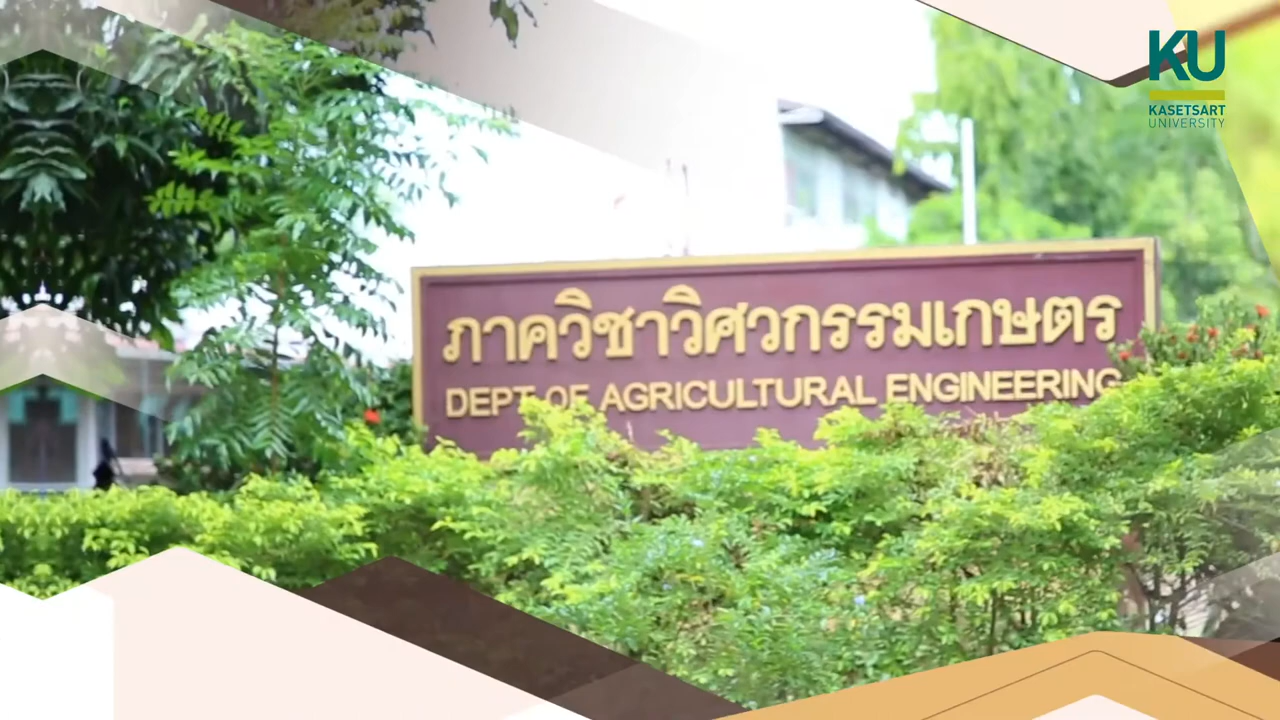 KU
KASETSART
UNIVERSITY
ภาควิชาวิศวกรรมเกษตร
DEPT. OF AGRICULTURAL ENGINEERING